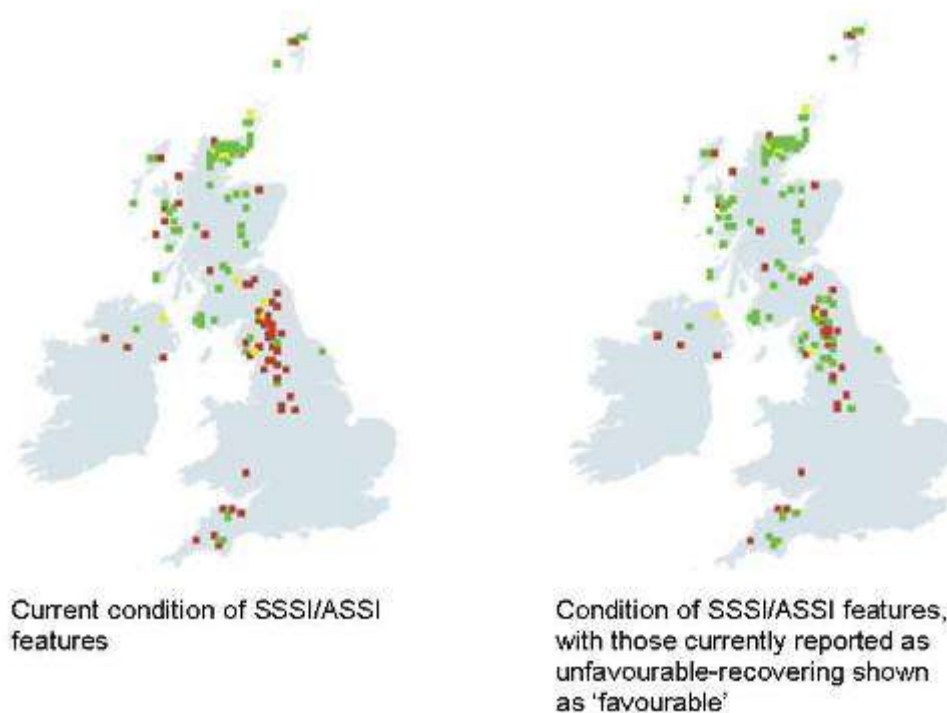 Current condition of SSSI/ASSI
features
Condition of SSSI/ASSI features,
with those currently reported as
unfavourable-recovering shown
as 'favourable'